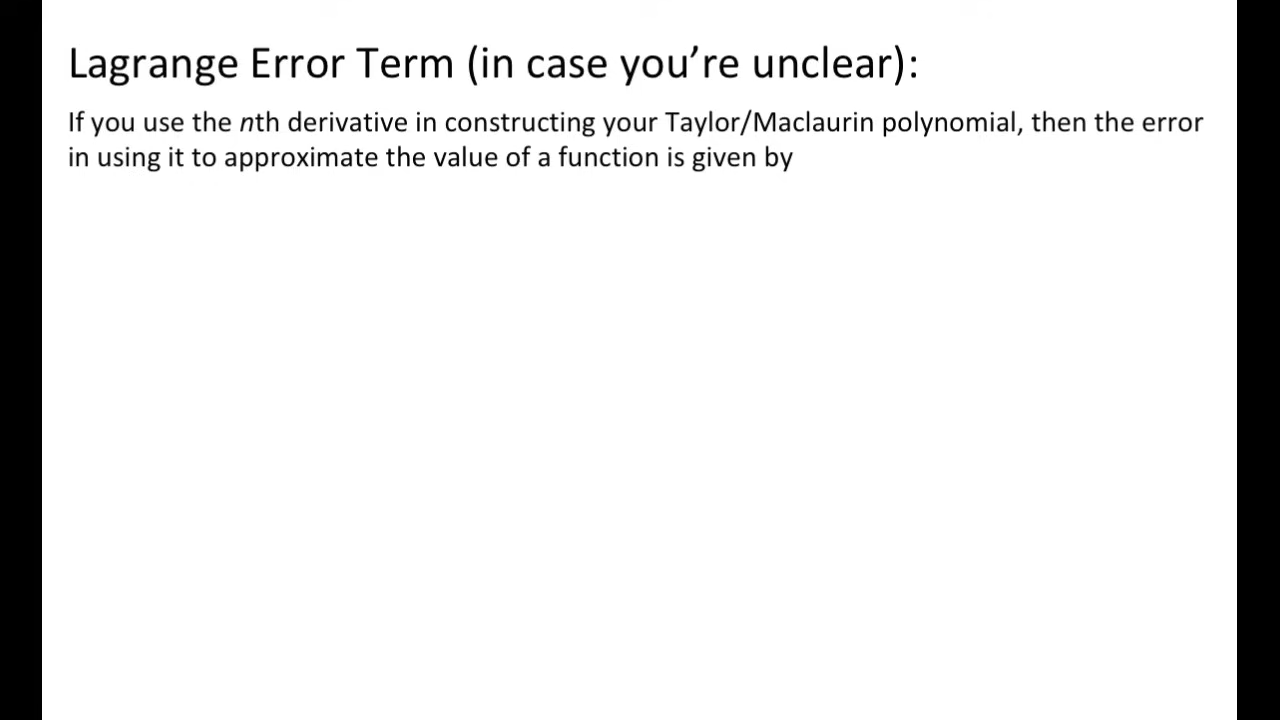 Lagrange Error Term (in case you’re unclear):
If you use the nth derivative in constructing your Taylor/Maclaurin polynomial, then the error
in using it to approximate the value of a function is given by